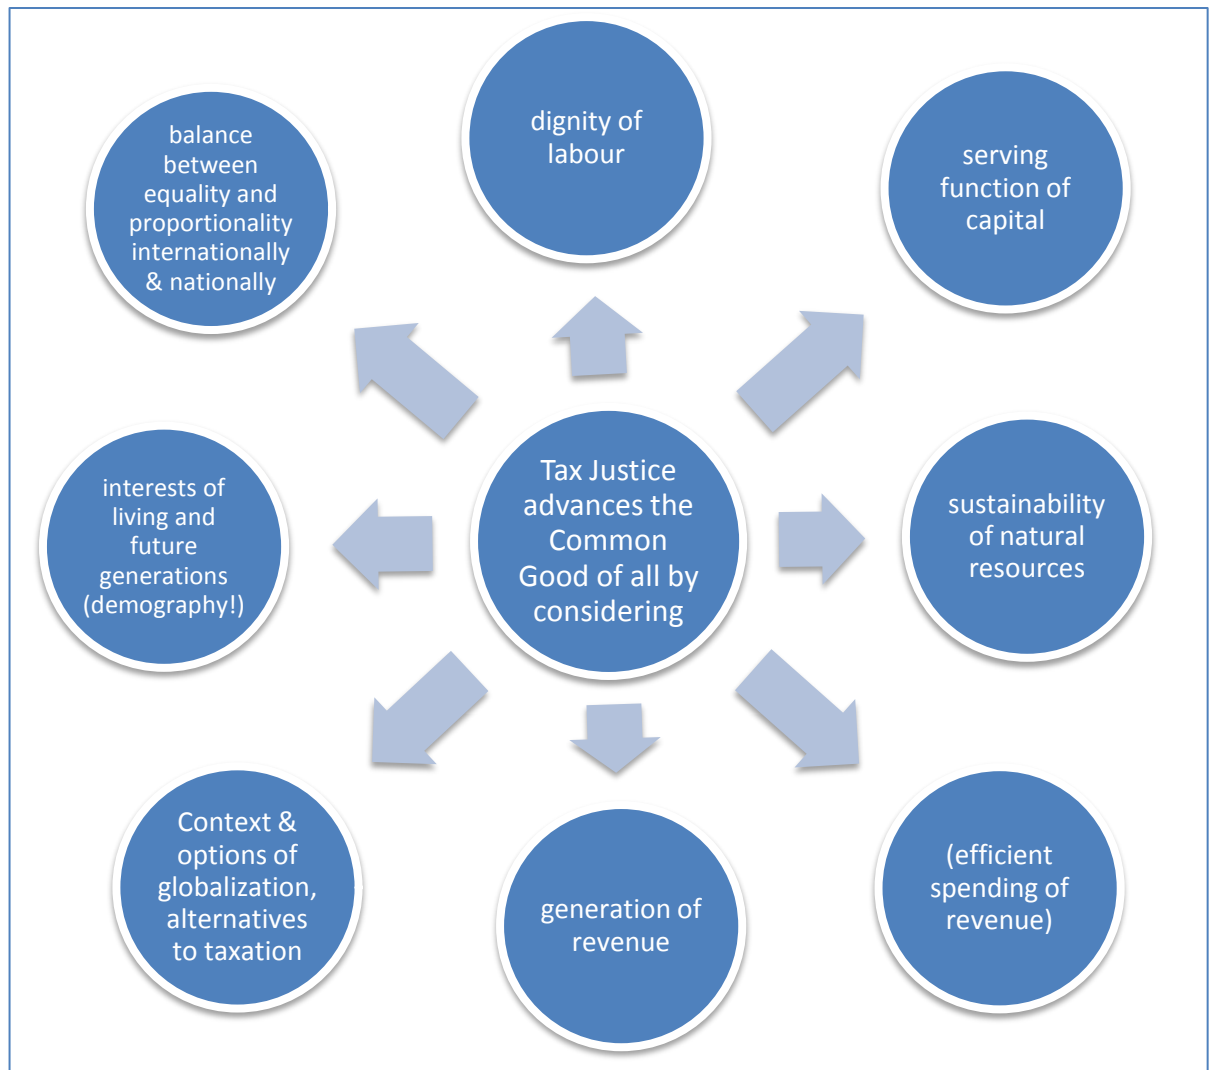 dignity of
labour
serving
function of
capital
sustainability
of natural
resources
(efficient
spending of
revenue)
generation of
revenue
Context &
options of
globalization,
alternatives
to taxation
interests of
living and
future
generations
(demography!)
balance
between
equality and
proportionality
internationally
& nationally
Tax Justice
advances the
Common
Good of all by
considering